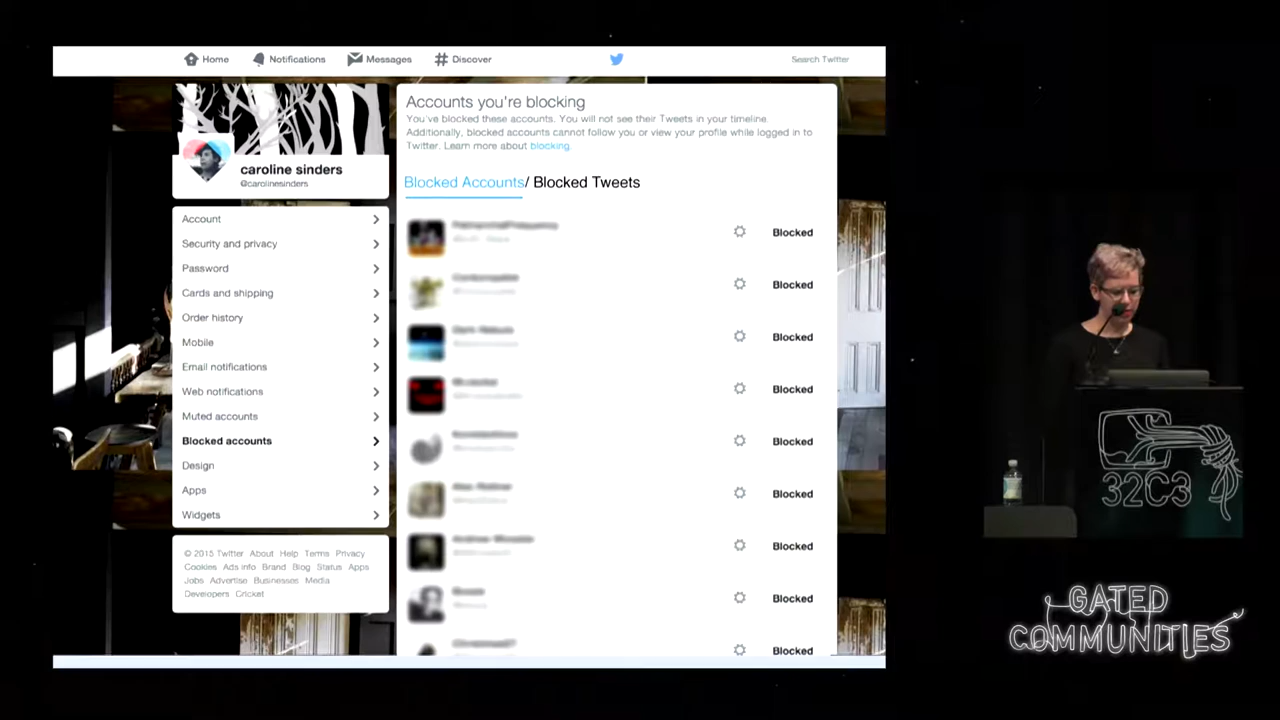 Home Notifications Messages Discover Search Twitter
caroline sinders
@carolinesinders
Account
Security and privacy
Password
Cards and shipping
Order history
Mobile
Email notifications
Web notifications
Muted accounts
Blocked accounts
Design
Apps
Widgets
© 2015 Twitter About Help Terms Privacy
Cookies Ads info Brand Blog Status Apps
Jobs Advertise Businesses Media
Developers Cricket
Accounts you're blocking
You've blocked these accounts. You will not see their Tweets in your timeline.
Additionally, blocked accounts cannot follow you or view your profile while logged in to
Twitter. Learn more about blocking.
Blocked Accounts/ Blocked Tweets
Blocked
Blocked
Blocked
Blocked
Blocked
Blocked
Blocked
Blocked
Blocked
32C3
GATED
COMMUNITIES